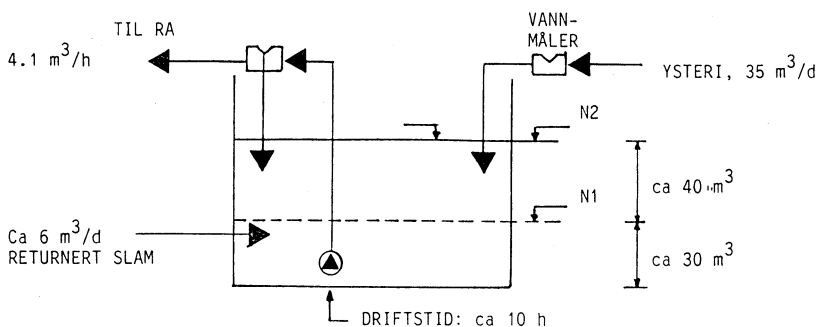 TIL RA
4.1 m³/h
VANN-
MÅLER
YSTERI, 35 m³/d
N2
ca 40 m³
N1
Ca 6 m³/d
RETURNERT SLAM
ca 30 m³
DRIFTSTID: ca 10 h